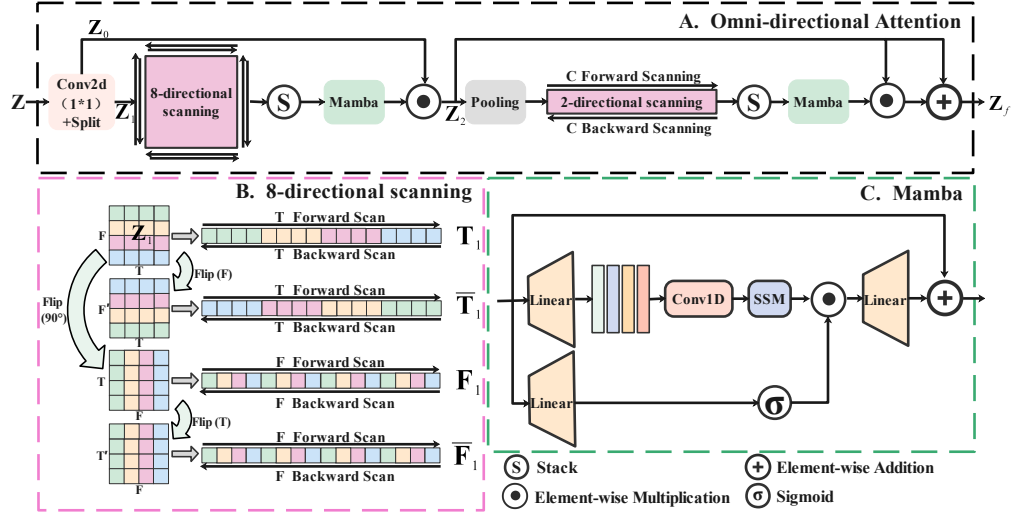 A. Omni-directional Attention
Z₀
Z
Conv2d
(1*1)
+Split
Z₁
8-directional
scanning
S
Mamba
Z₂
Pooling
C Forward Scanning
2-directional scanning
C Backward Scanning
S
Mamba
+
Z_f
B. 8-directional scanning
Z₁
F
T
T Forward Scan
T Backward Scan
T₁
Flip (F)
Flip
(90°)
F'
T
T Forward Scan
T Backward Scan
T̅₁
T
F
F Forward Scan
F Backward Scan
F₁
Flip (T)
T'
F
F Forward Scan
F Backward Scan
F̅₁
C. Mamba
Linear
Conv1D
SSM
Linear
+
Linear
σ
S Stack
+ Element-wise Addition
Element-wise Multiplication
σ Sigmoid